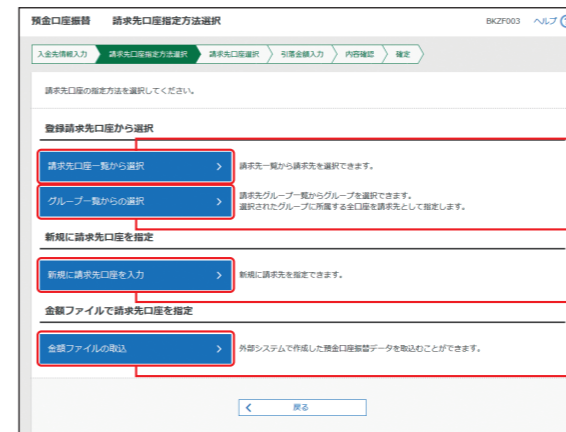 預金口座振替 請求先口座指定方法選択 BKZF003 ヘルプ
入金先情報入力 請求先口座指定方法選択 請求先口座選択 引落金額入力 内容確認 確定
請求先口座の指定方法を選択してください。
登録請求先口座から選択
請求先口座一覧から選択 請求先一覧から請求先を選択できます。
グループ一覧からの選択 請求先グループ一覧からグループを選択できます。
選択されたグループに所属する全口座を請求先として指定します。
新規に請求先口座を指定
新規に請求先口座を入力 新規に請求先を指定できます。
金額ファイルで請求先口座を指定
金額ファイルの取込 外部システムで作成した預金口座振替データを取込むことができます。
戻る